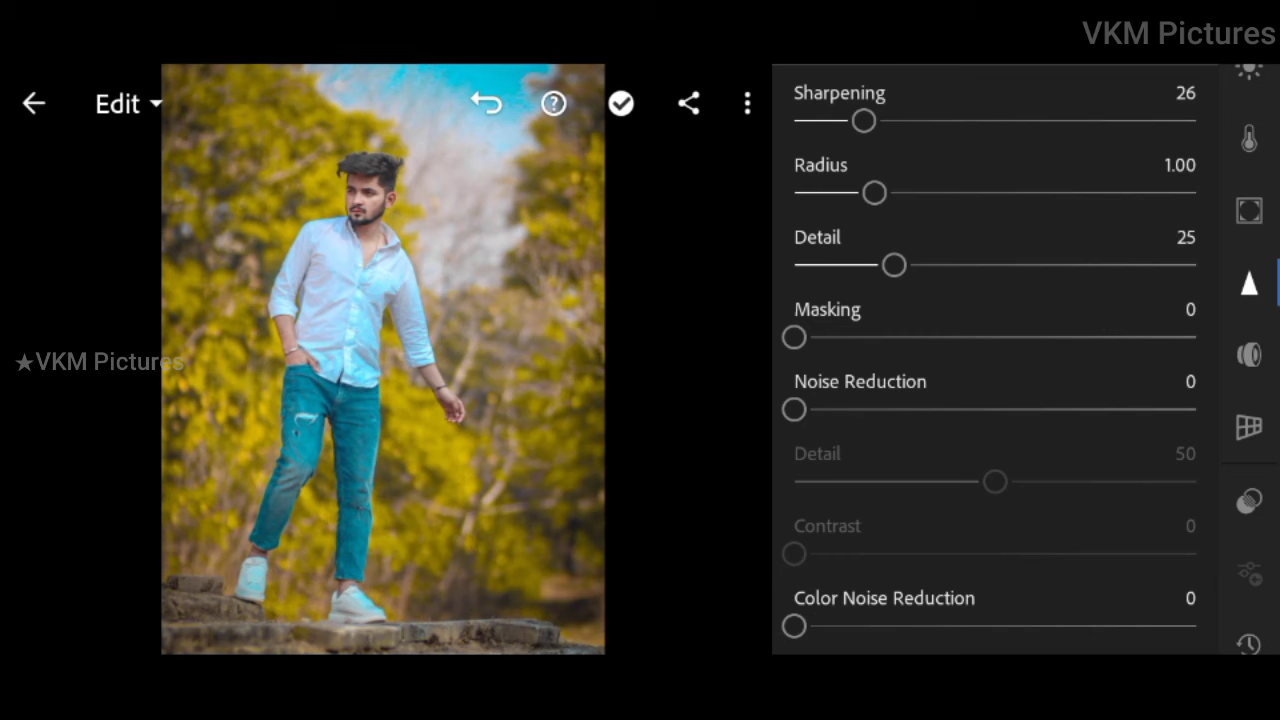 VKM Pictures
Edit
Sharpening 26
Radius 1.00
Detail 25
★VKM Pictures
Masking 0
Noise Reduction 0
Detail 50
Contrast 0
Color Noise Reduction 0